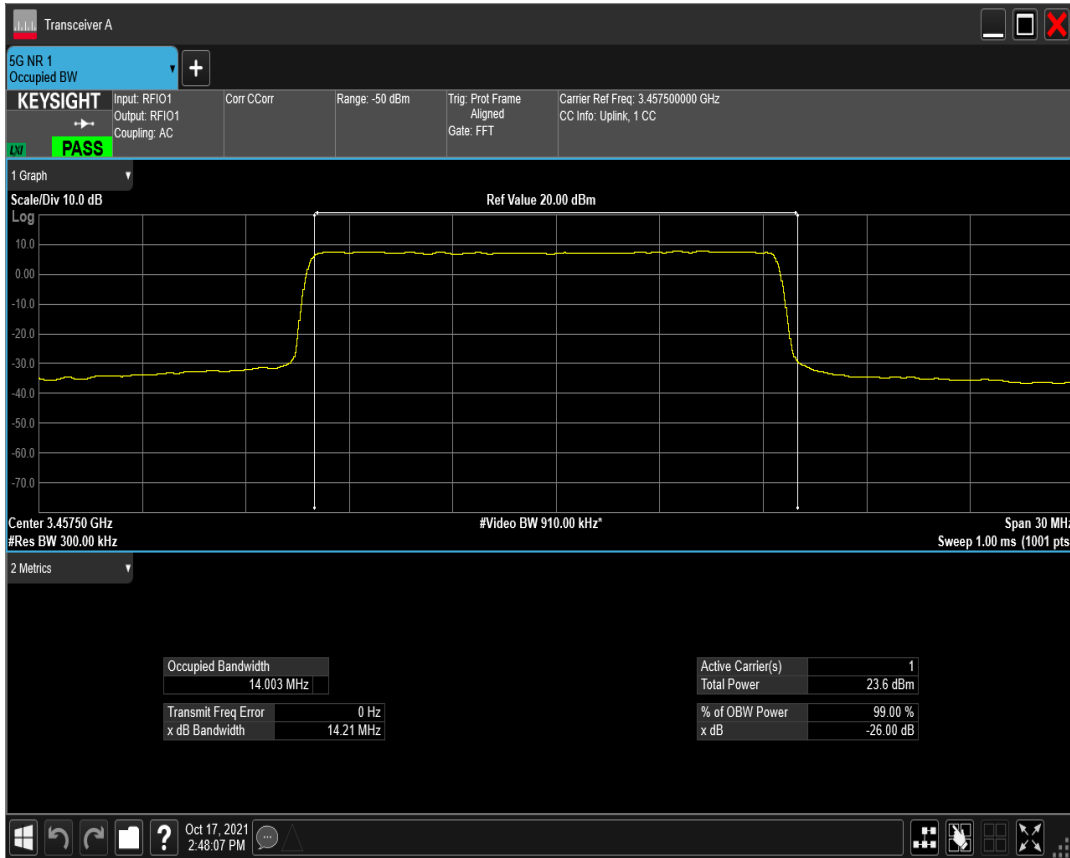 Transceiver A
5G NR 1
Occupied BW
KEYSIGHT
LXI
PASS
Input: RFIO1
Output: RFIO1
Coupling: AC
Corr CCorr
Range: -50 dBm
Trig: Prot Frame
Aligned
Gate: FFT
Carrier Ref Freq: 3.457500000 GHz
CC Info: Uplink, 1 CC
1 Graph
Scale/Div 10.0 dB
Ref Value 20.00 dBm
Log
10.0
0.00
-10.0
-20.0
-30.0
-40.0
-50.0
-60.0
-70.0
Center 3.45750 GHz
#Video BW 910.00 kHz*
Span 30 MHz
#Res BW 300.00 kHz
Sweep 1.00 ms (1001 pts
2 Metrics
Occupied Bandwidth
14.003 MHz
Transmit Freq Error 0 Hz
x dB Bandwidth 14.21 MHz
Active Carrier(s) 1
Total Power 23.6 dBm
% of OBW Power 99.00 %
x dB -26.00 dB
?
Oct 17, 2021
2:48:07 PM